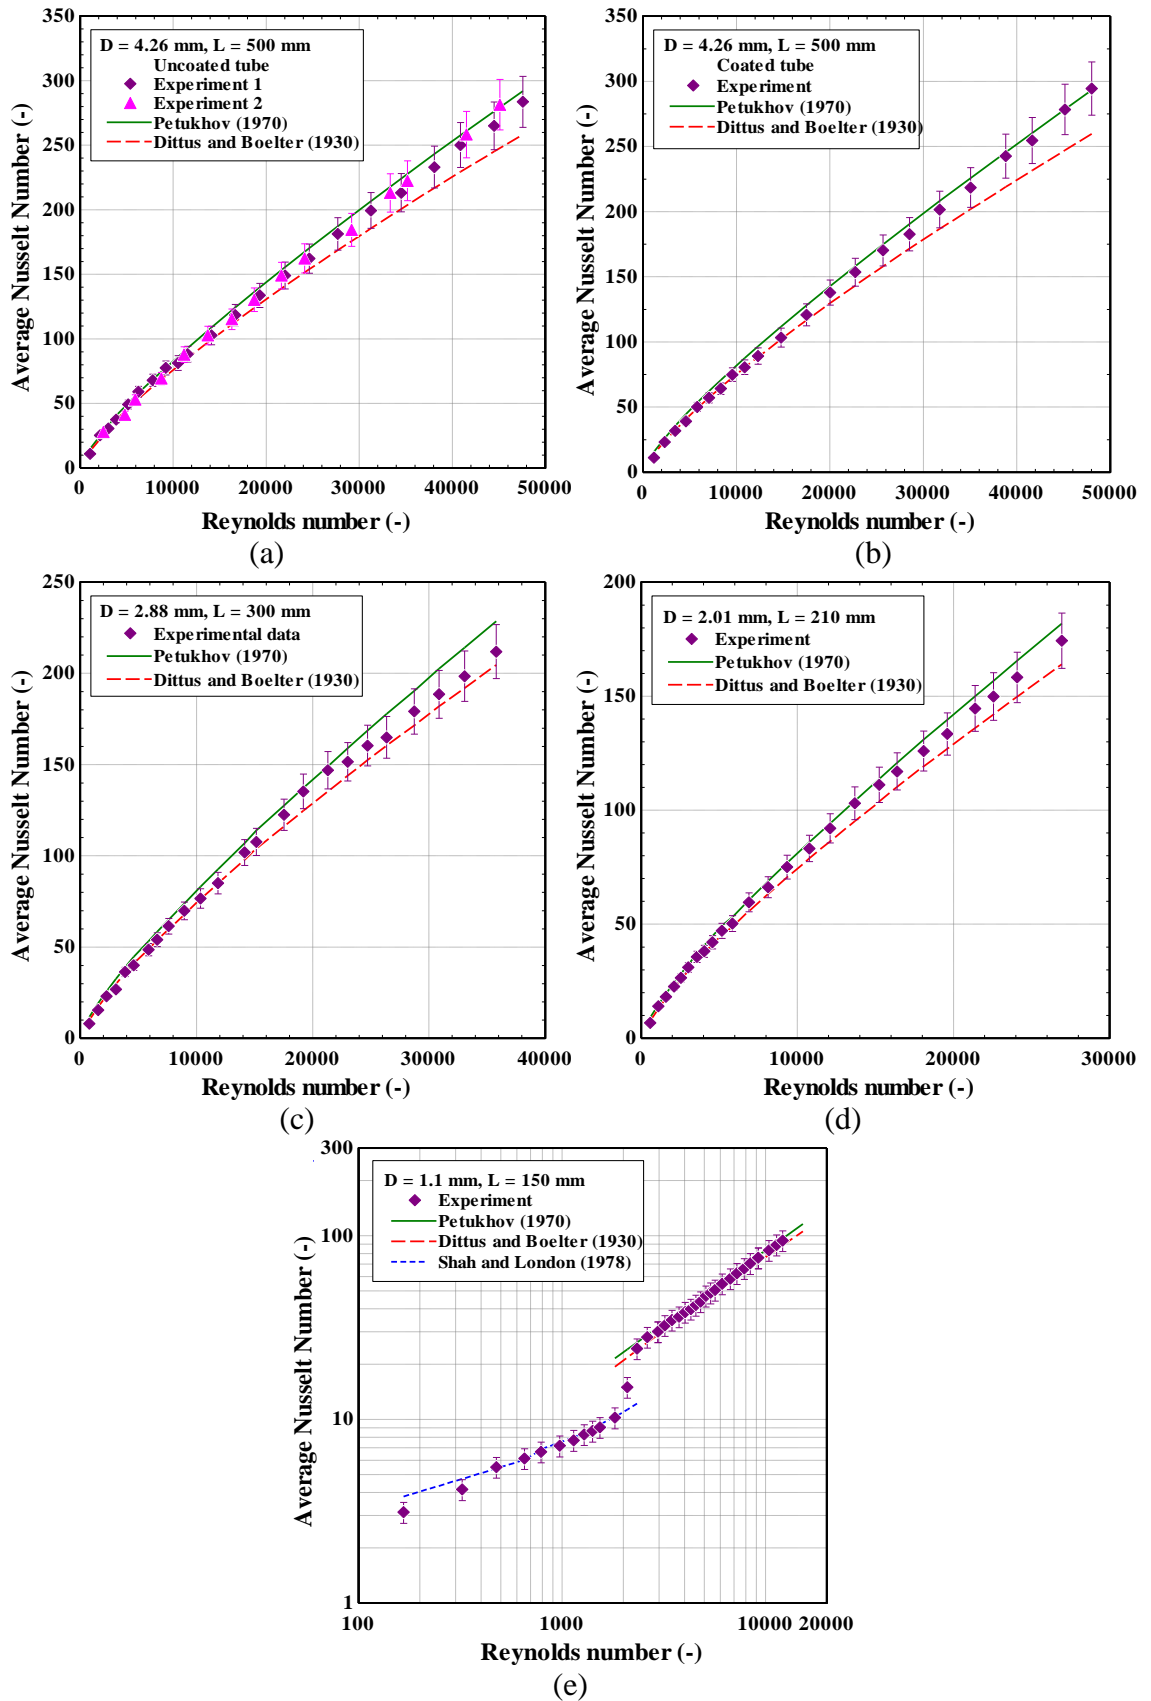 350
300
250
200
150
100
50
0
Average Nusselt Number (-)
D = 4.26 mm, L = 500 mm
Uncoated tube
Experiment 1
Experiment 2
Petukhov (1970)
Dittus and Boelter (1930)
0 10000 20000 30000 40000 50000
Reynolds number (-)
(a)
350
300
250
200
150
100
50
0
Average Nusselt Number (-)
D = 4.26 mm, L = 500 mm
Coated tube
Experiment
Petukhov (1970)
Dittus and Boelter (1930)
0 10000 20000 30000 40000 50000
Reynolds number (-)
(b)
250
200
150
100
50
0
Average Nusselt Number (-)
D = 2.88 mm, L = 300 mm
Experimental data
Petukhov (1970)
Dittus and Boelter (1930)
0 10000 20000 30000 40000
Reynolds number (-)
(c)
200
150
100
50
0
Average Nusselt Number (-)
D = 2.01 mm, L = 210 mm
Experiment
Petukhov (1970)
Dittus and Boelter (1930)
0 10000 20000 30000
Reynolds number (-)
(d)
300
100
10
1
Average Nusselt Number (-)
D = 1.1 mm, L = 150 mm
Experiment
Petukhov (1970)
Dittus and Boelter (1930)
Shah and London (1978)
100 1000 10000 20000
Reynolds number (-)
(e)